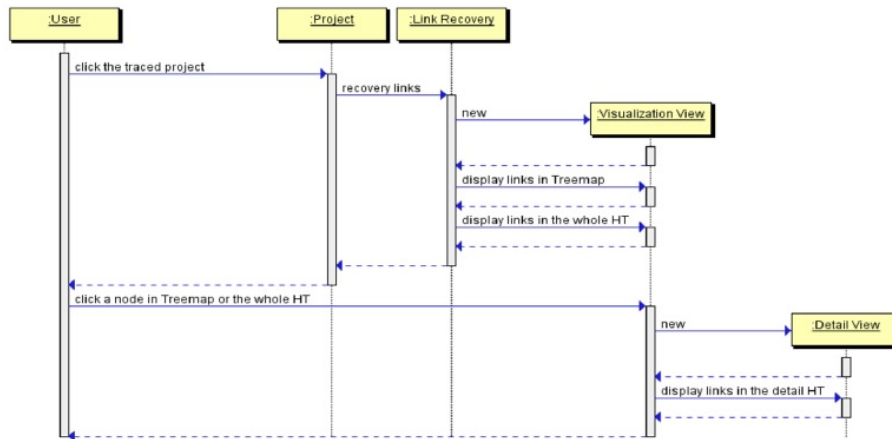 :User
:Project
:Link Recovery
click the traced project
recovery links
new
:Visualization View
display links in Treemap
display links in the whole HT
click a node in Treemap or the whole HT
new
:Detail View
display links in the detail HT